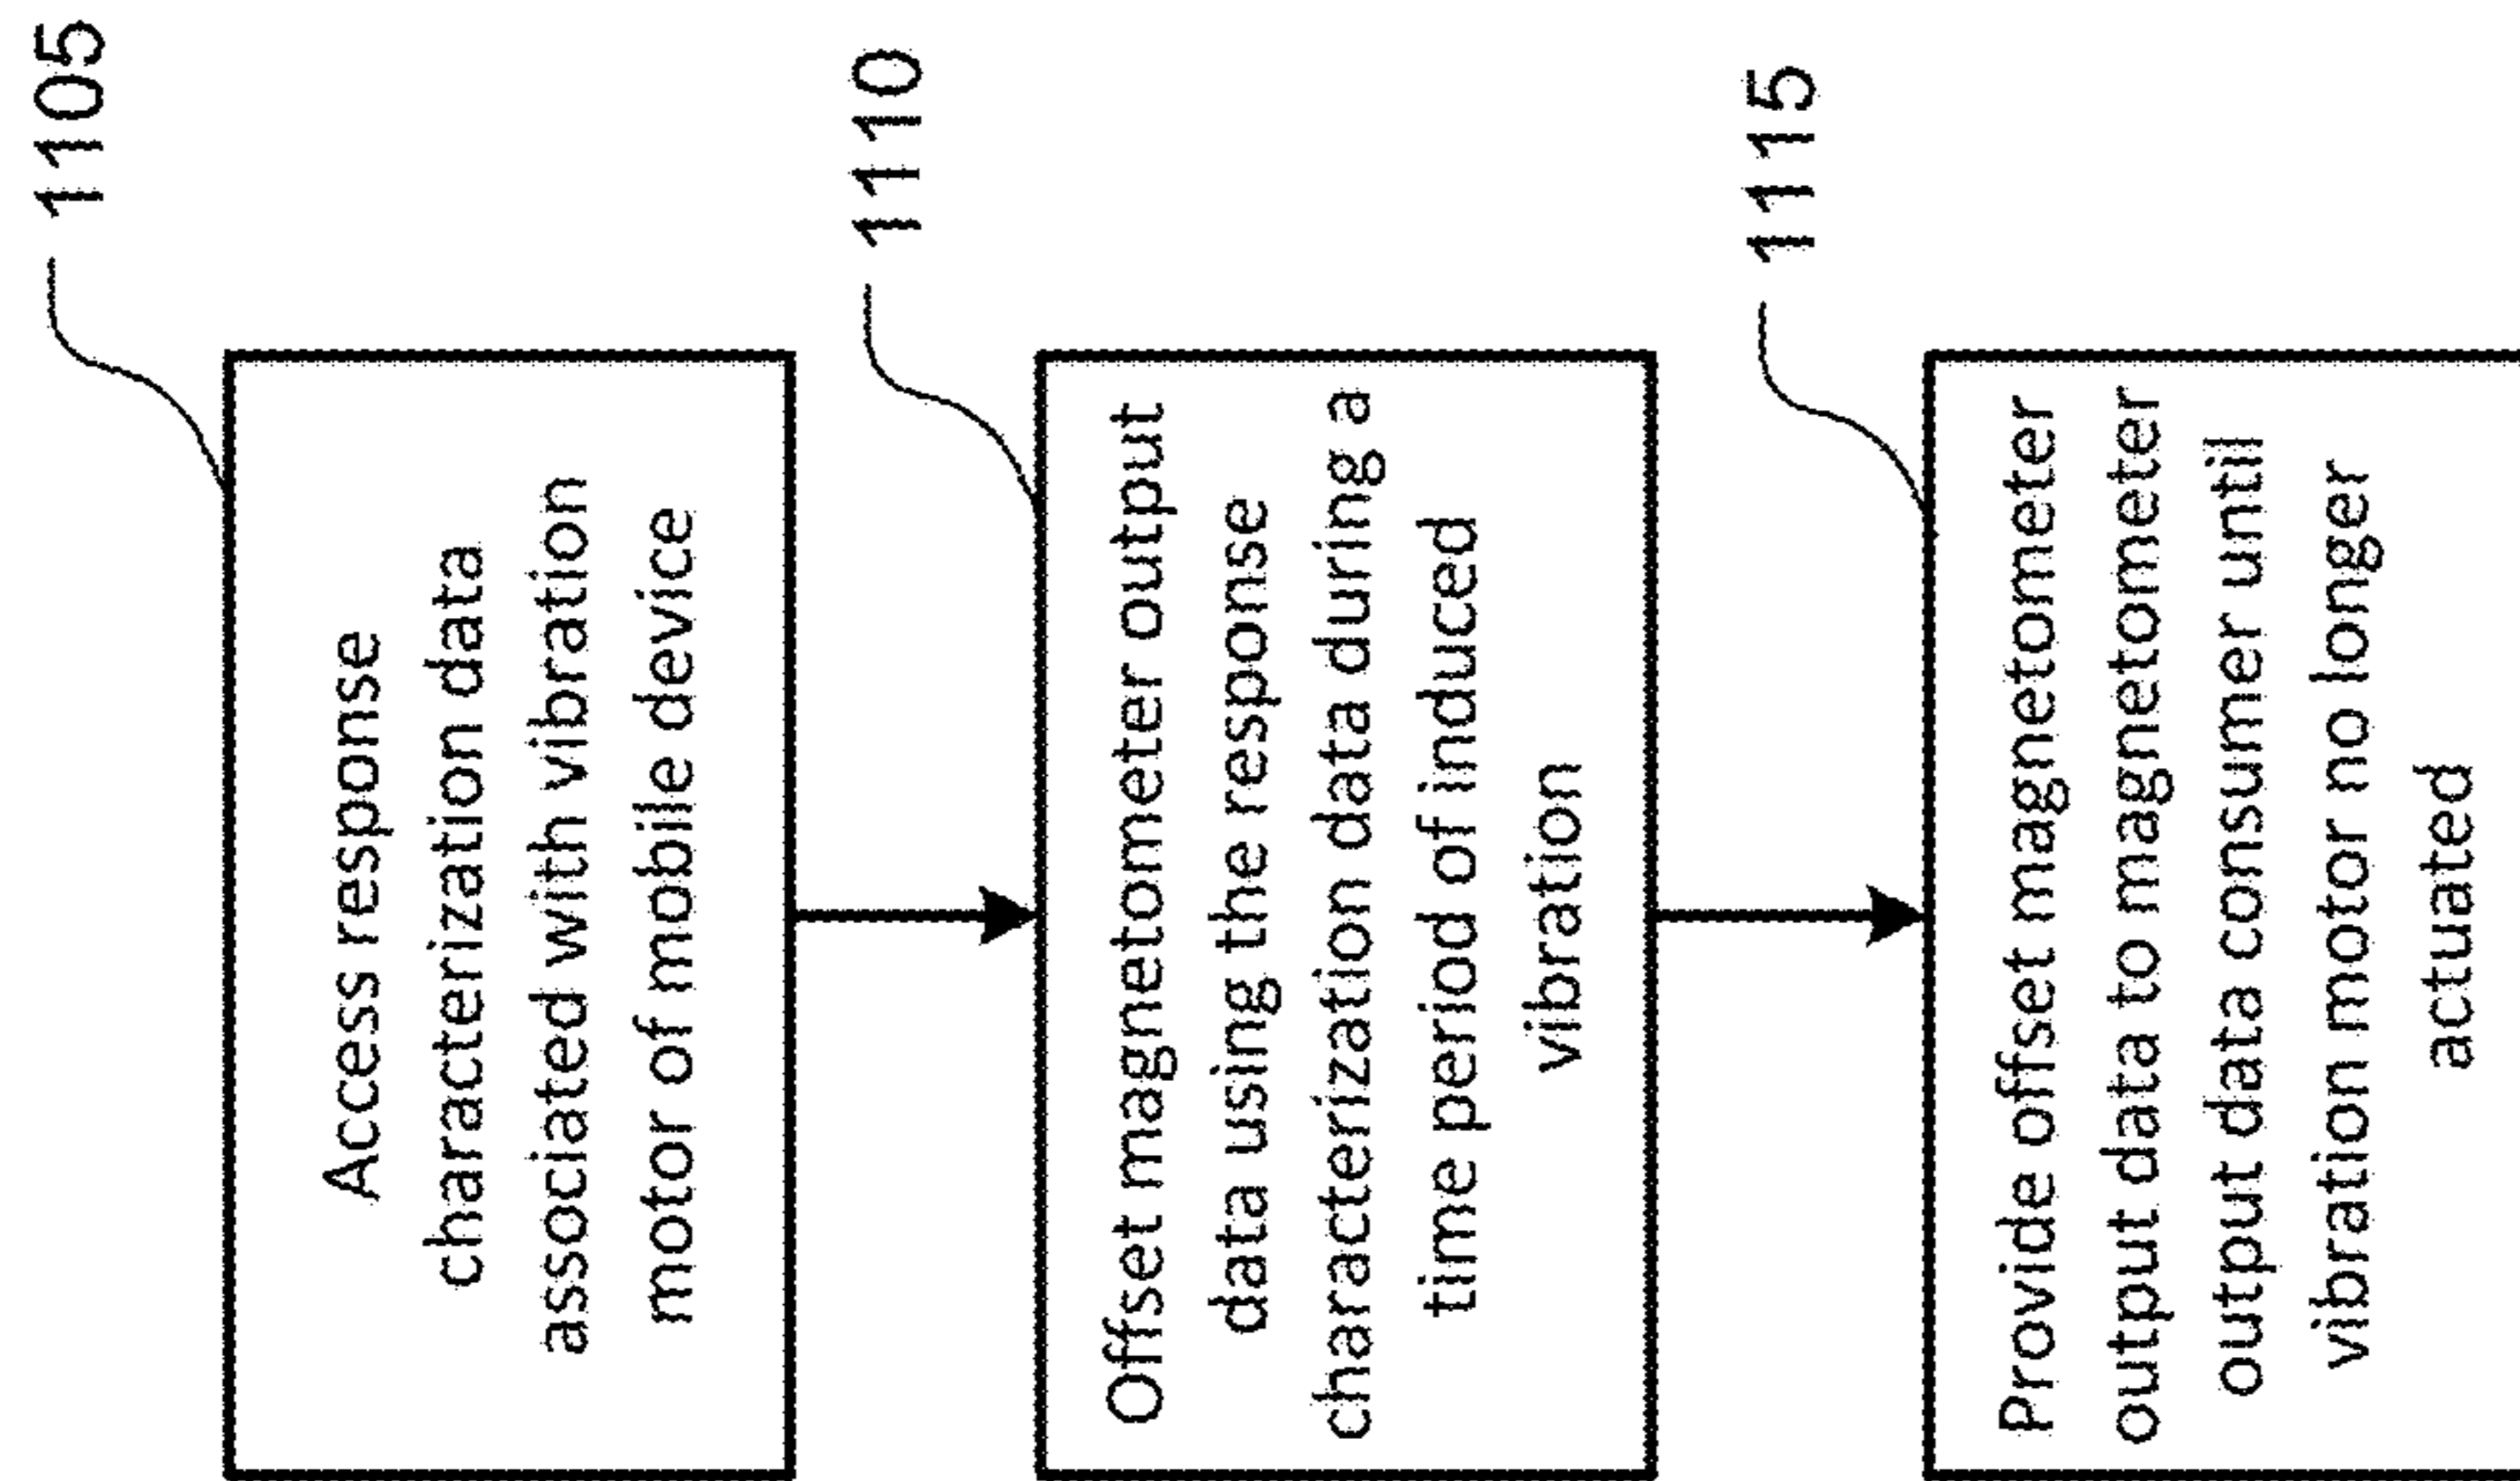 1105
Access response
characterization data
associated with vibration
motor of mobile device
1110
Offset magnetometer output
data using the response
characterization data during a
time period of induced
vibration
1115
Provide offset magnetometer
output data to magnetometer
output data consumer until
vibration motor no longer
actuated